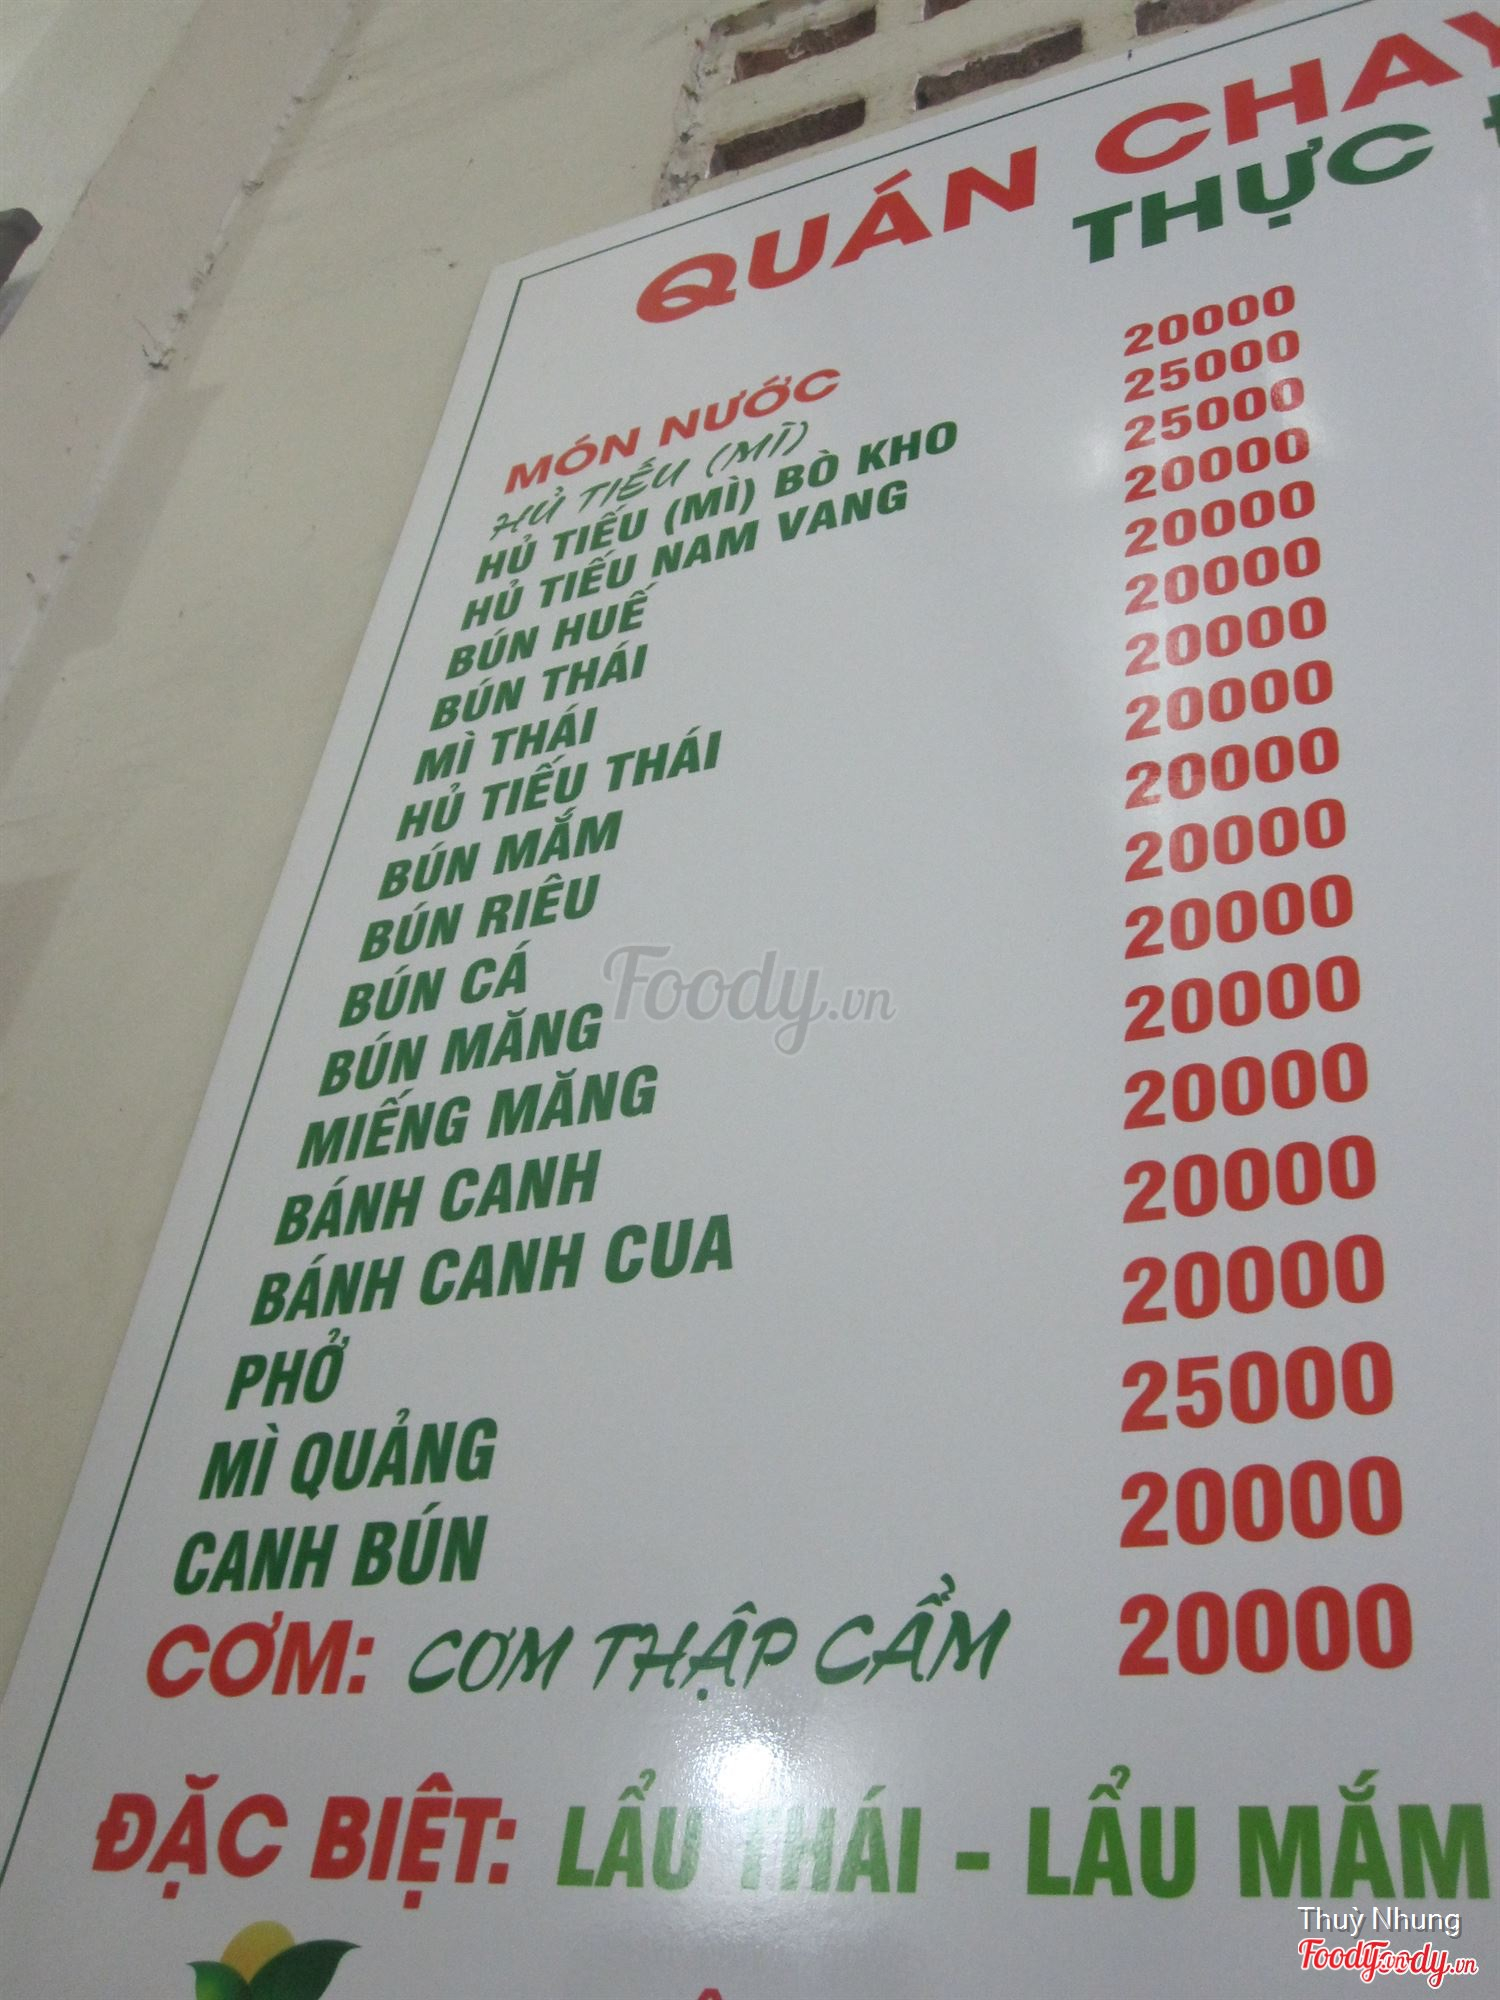 QUÁN CHAY
THỰC
MÓN NƯỚC
HỦ TIẾU (MÌ) 20000
HỦ TIẾU (MÌ) BÒ KHO 25000
HỦ TIẾU NAM VANG 25000
BÚN HUẾ 20000
BÚN THÁI 20000
MÌ THÁI 20000
HỦ TIẾU THÁI 20000
BÚN MẮM 20000
BÚN RIÊU 20000
BÚN CÁ 20000
BÚN MĂNG 20000
MIẾNG MĂNG 20000
BÁNH CANH 20000
BÁNH CANH CUA 20000
PHỞ 20000
MÌ QUẢNG 25000
CANH BÚN 20000
CƠM: CƠM THẬP CẨM 20000
ĐẶC BIỆT: LẨU THÁI - LẨU MẮM
Foody.vn
Thuỳ Nhung
Foody.vn